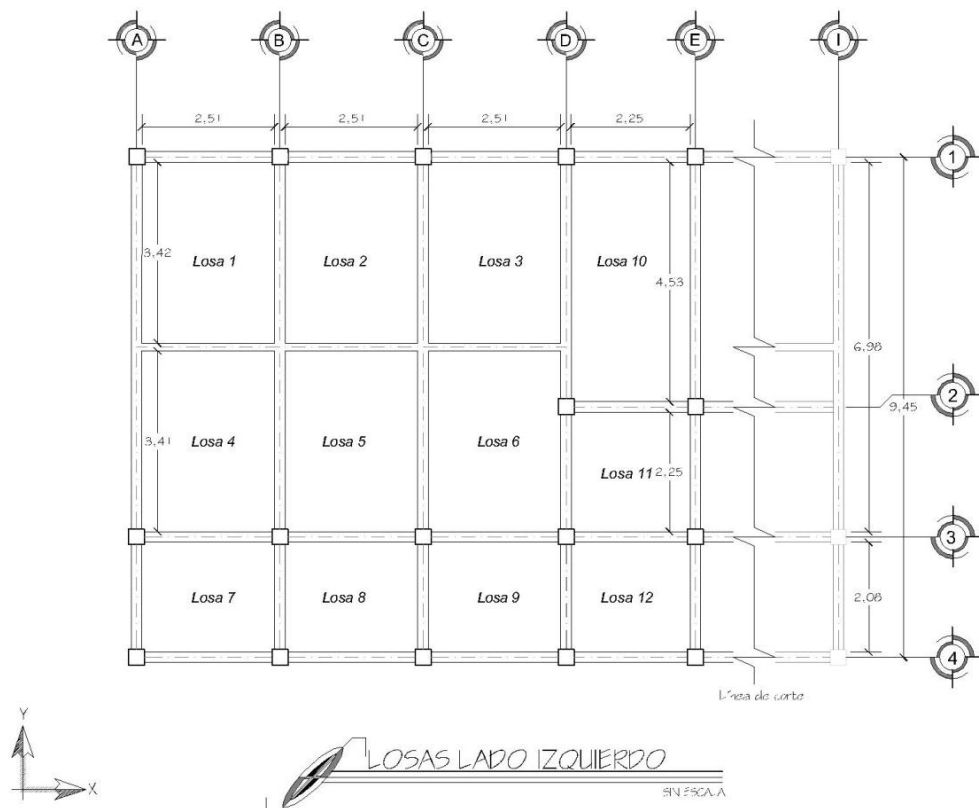 A B C D E I
2,51 2,51 2,51 2,25
1
3,42 Losa 1 Losa 2 Losa 3 Losa 10
4,53
6,98
2
9,45
3,41 Losa 4 Losa 5 Losa 6
Losa 11 2,25
3
Losa 7 Losa 8 Losa 9 Losa 12
2,08
4
Línea de corte
Y
X
LOSAS LADO IZQUIERDO
SIN ESCALA